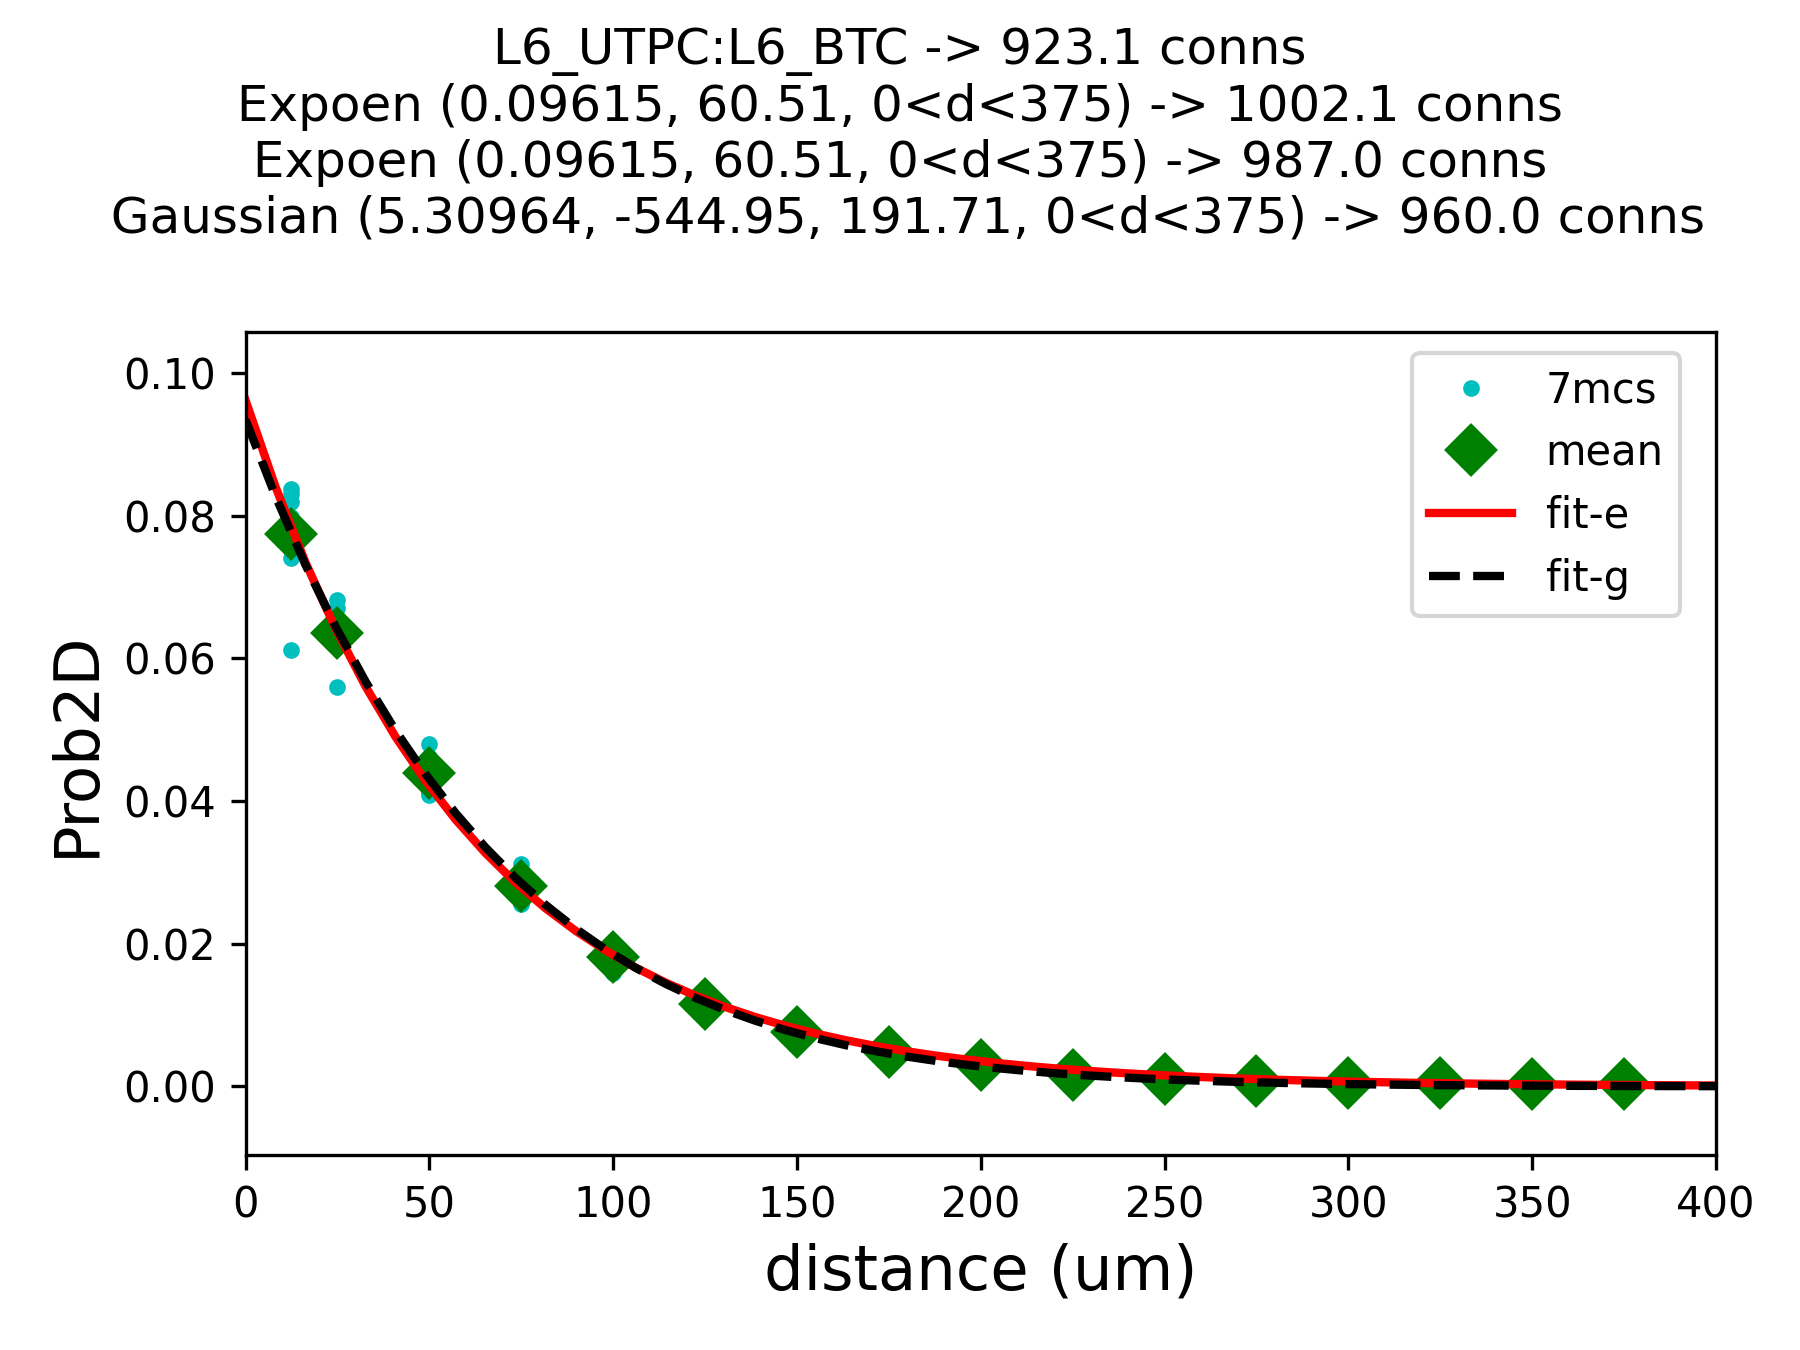 L6_UTPC:L6_BTC -> 923.1 conns
Expoen (0.09615, 60.51, 0<d<375) -> 1002.1 conns
Expoen (0.09615, 60.51, 0<d<375) -> 987.0 conns
Gaussian (5.30964, -544.95, 191.71, 0<d<375) -> 960.0 conns
0.10
0.08
0.06
0.04
0.02
0.00
Prob2D
7mcs
mean
fit-e
fit-g
0 50 100 150 200 250 300 350 400
distance (um)